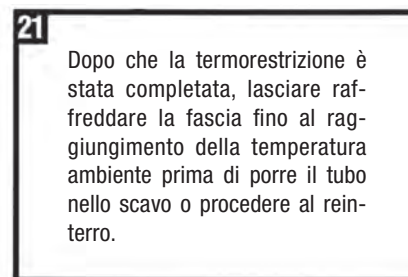 21
Dopo che la termorestrizione è
stata completata, lasciare raf-
freddare la fascia fino al rag-
giungimento della temperatura
ambiente prima di porre il tubo
nello scavo o procedere al rein-
terro.